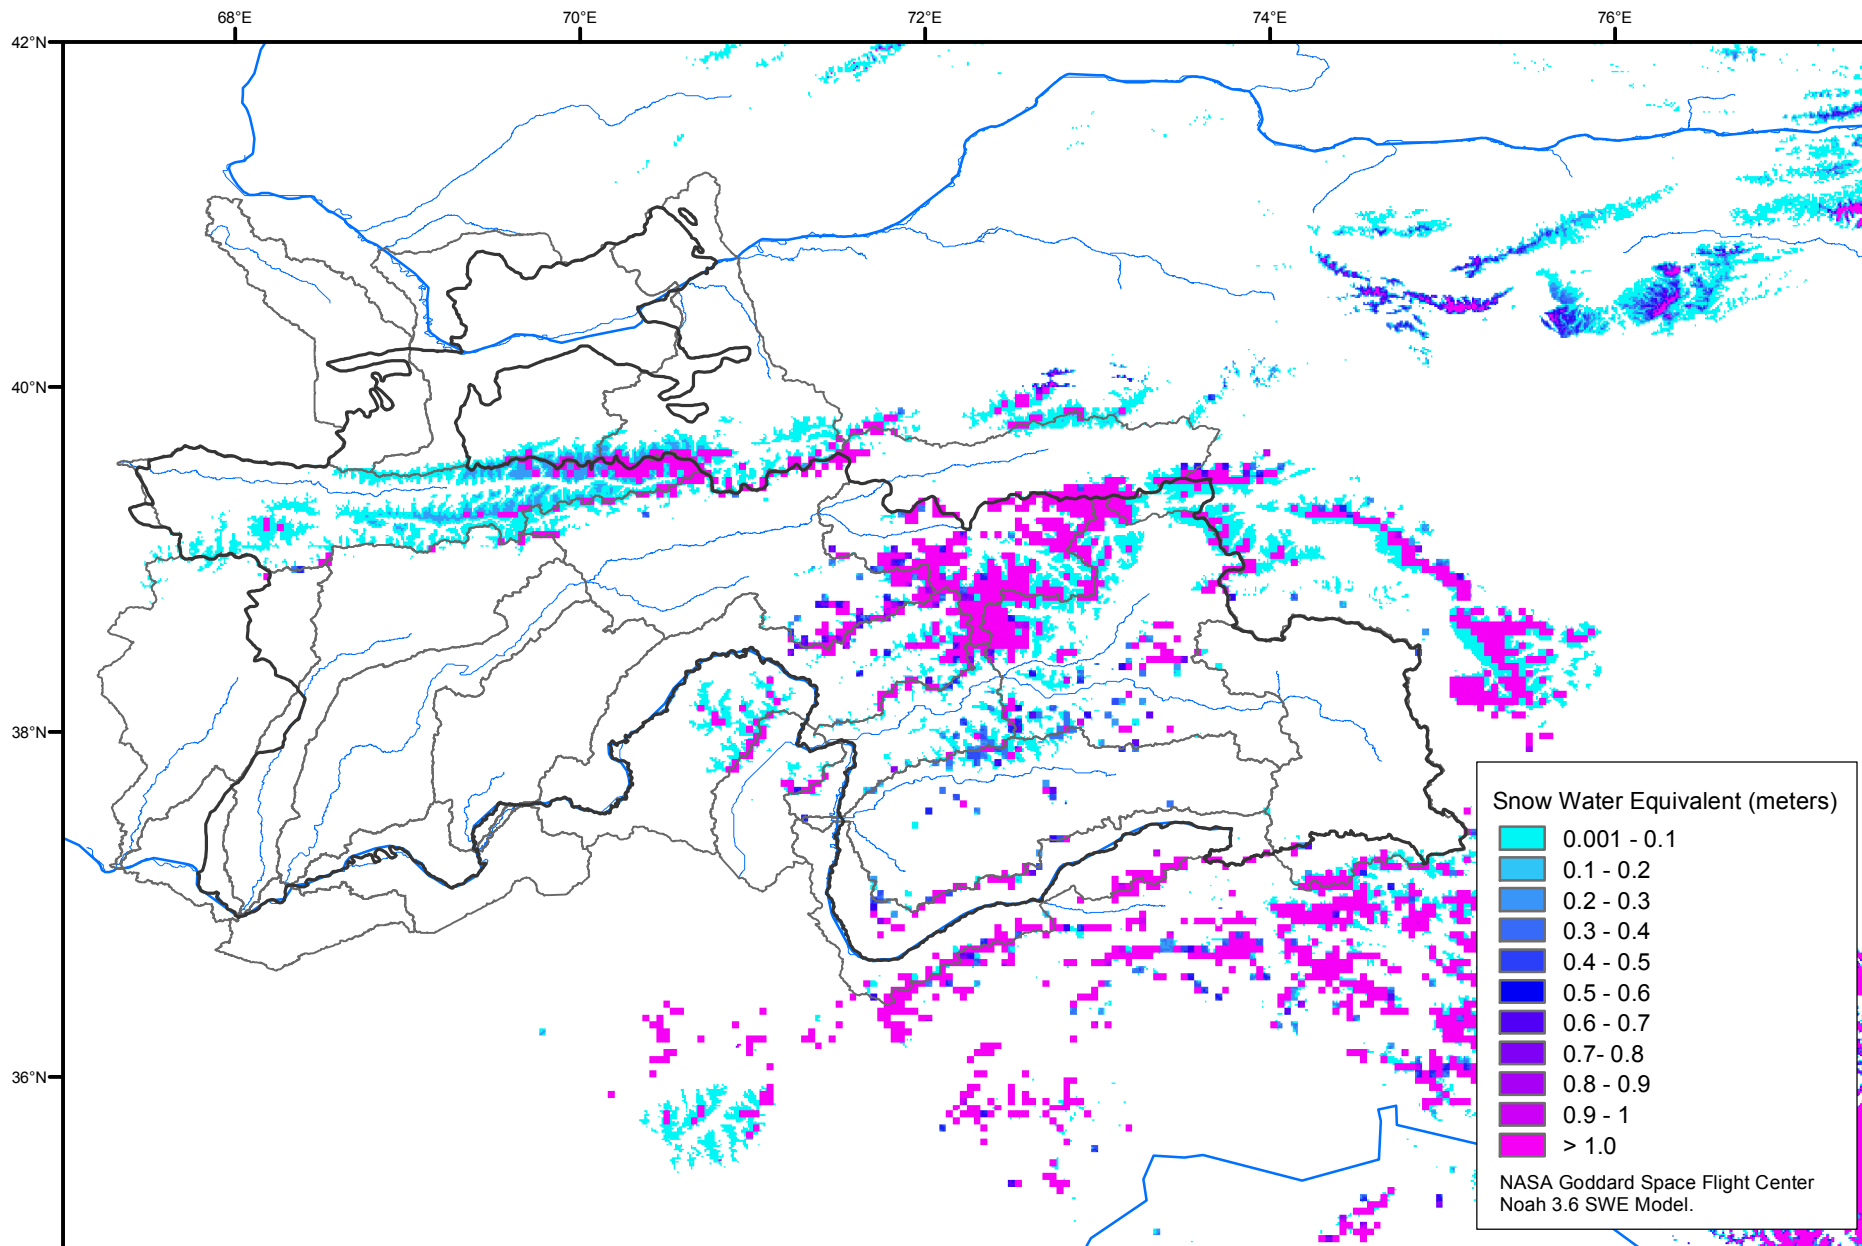 68°E 70°E 72°E 74°E 76°E
42°N
40°N
38°N
36°N
Snow Water Equivalent (meters)
0.001 - 0.1
0.1 - 0.2
0.2 - 0.3
0.3 - 0.4
0.4 - 0.5
0.5 - 0.6
0.6 - 0.7
0.7- 0.8
0.8 - 0.9
0.9 - 1
> 1.0
NASA Goddard Space Flight Center
Noah 3.6 SWE Model.